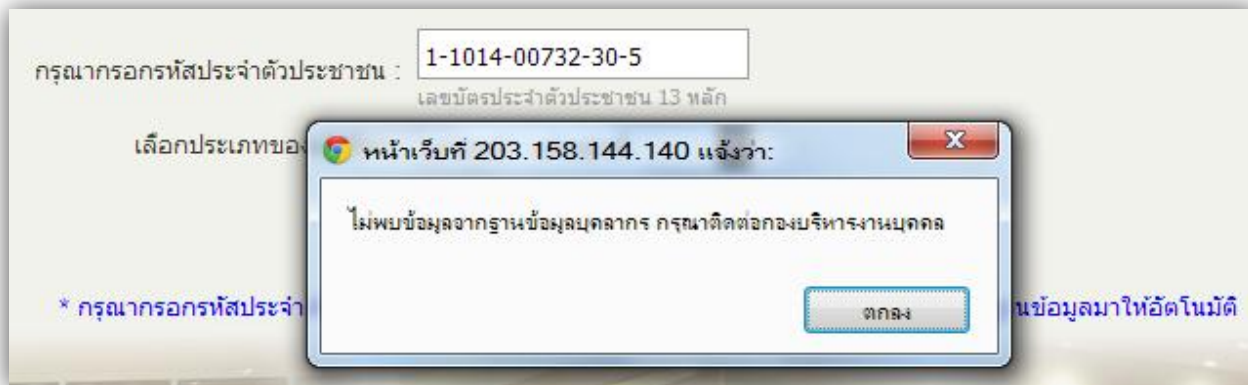 กรุณากรอกรหัสประจำตัวประชาชน : 1-1014-00732-30-5
เลขบัตรประจำตัวประชาชน 13 หลัก
เลือกประเภทของ
หน้าเว็บที่ 203.158.144.140 แจ้งว่า:
ไม่พบข้อมูลจากฐานข้อมูลบุคลากร กรุณาติดต่อกองบริหารงานบุคคล
ตกลง
* กรุณากรอกรหัสประจำ นข้อมูลมาให้อัตโนมัติ